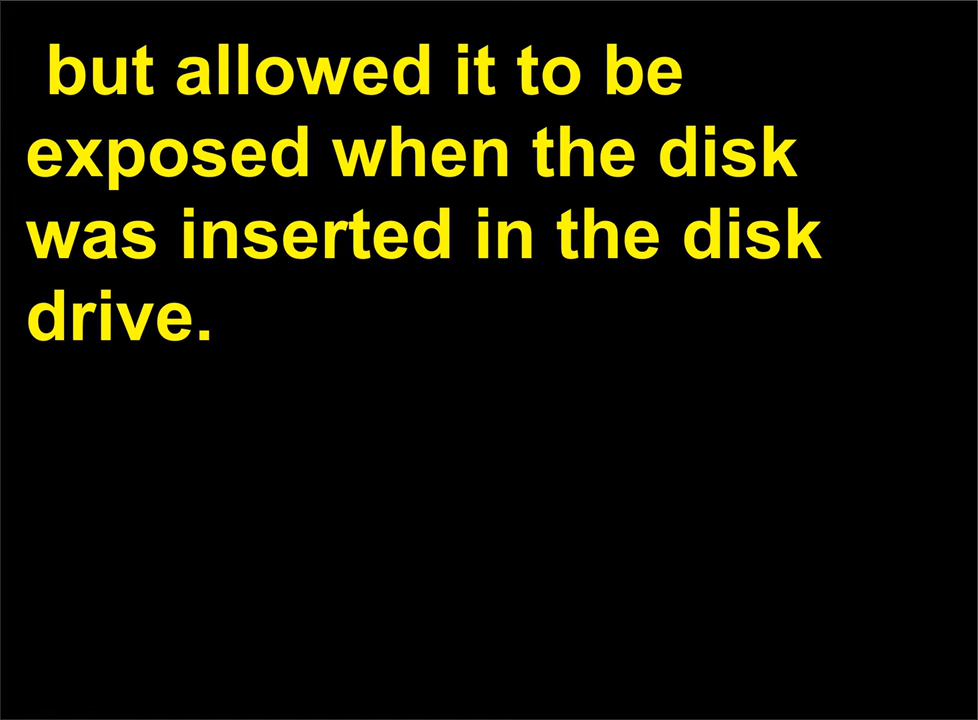 but allowed it to be
exposed when the disk
was inserted in the disk
drive.